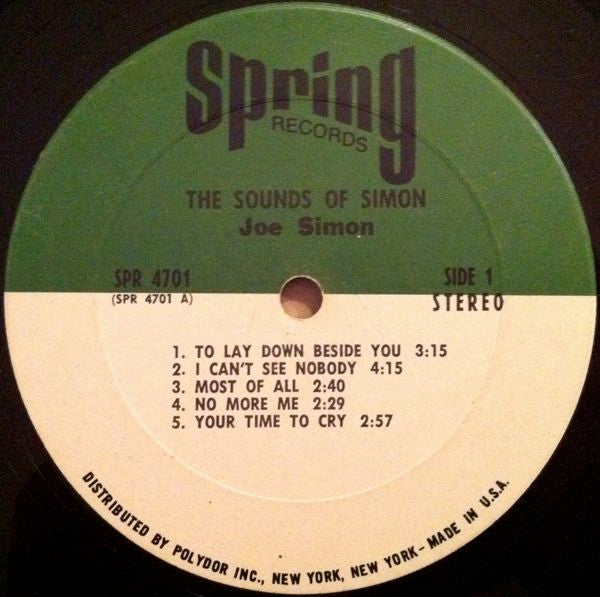 Spring
RECORDS
THE SOUNDS OF SIMON
Joe Simon
SPR 4701
(SPR 4701 A)
SIDE 1
STEREO
1. TO LAY DOWN BESIDE YOU 3:15
2. I CAN'T SEE NOBODY 4:15
3. MOST OF ALL 2:40
4. NO MORE ME 2:29
5. YOUR TIME TO CRY 2:57
DISTRIBUTED BY POLYDOR INC., NEW YORK, NEW YORK - MADE IN U.S.A.